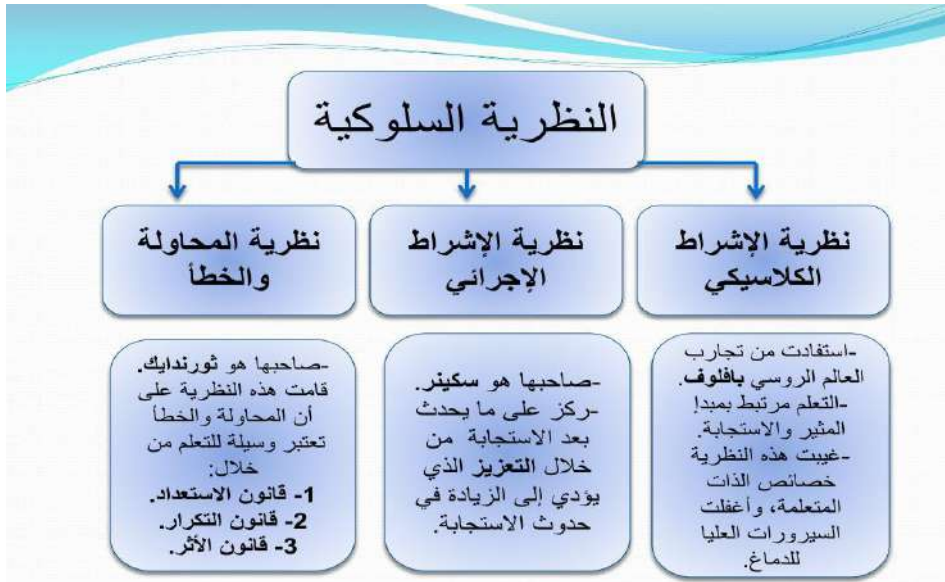 النظرية السلوكية
نظرية الإشراط
الكلاسيكي
نظرية الإشراط
الإجرائي
نظرية المحاولة
والخطأ
-استفادت من تجارب
العالم الروسي بافلوف.
-التعلم مرتبط بمبدإ
المثير والاستجابة.
-غيبت هذه النظرية
خصائص الذات
المتعلمة، وأغفلت
السيرورات العليا
للدماغ.
-صاحبها هو سكينر.
-ركز على ما يحدث
بعد الاستجابة من
خلال التعزيز الذي
يؤدي إلى الزيادة في
حدوث الاستجابة.
-صاحبها هو ثورندايك.
قامت هذه النظرية على
أن المحاولة والخطأ
تعتبر وسيلة للتعلم من
خلال:
1- قانون الاستعداد.
2- قانون التكرار.
3- قانون الأثر.